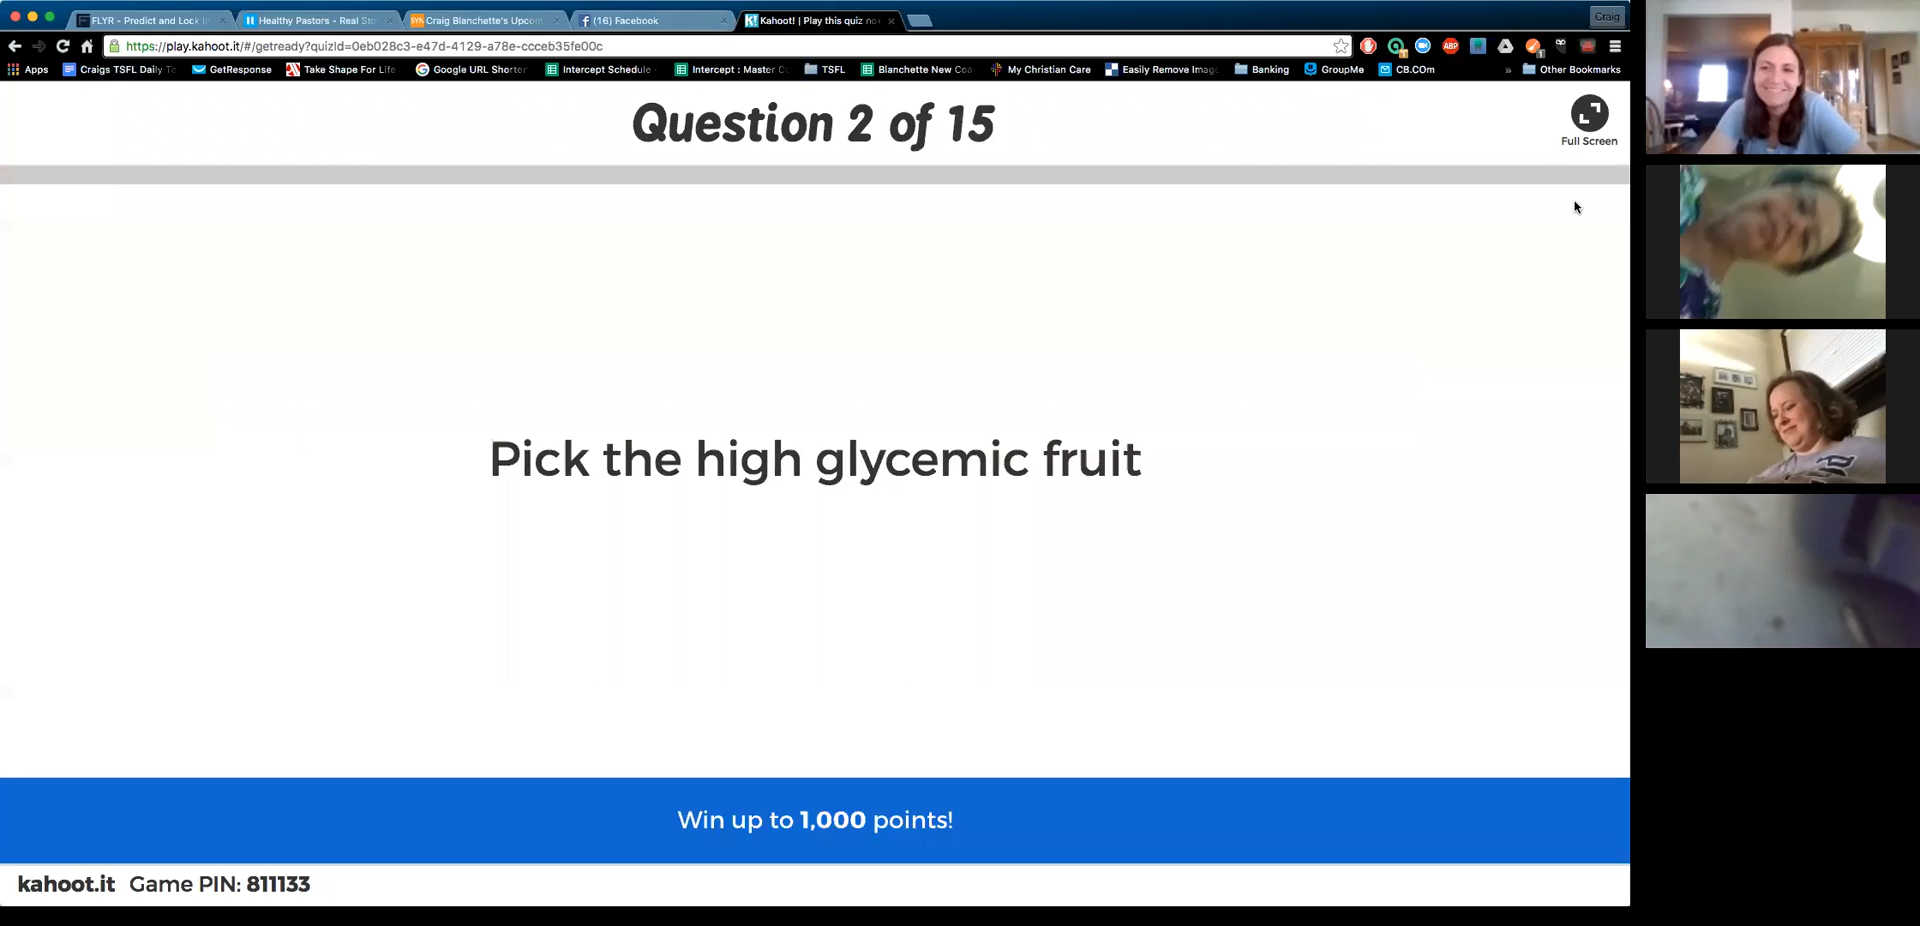 FLYR - Predict and Lock In
Healthy Pastors - Real Sto
Craig Blanchette's Upcom
(16) Facebook
Kahoot! | Play this quiz no
Craig
https://play.kahoot.it/#/getready?quizId=0eb028c3-e47d-4129-a78e-ccceb35fe00c
ABP
Apps
Craigs TSFL Daily T
GetResponse
Take Shape For Life
Google URL Shorte
Intercept Schedule
Intercept : Master C
TSFL
Blanchette New Coa
My Christian Care
Easily Remove Imag
Banking
GroupMe
CB.COm
»
Other Bookmarks
Question 2 of 15
Full Screen
Pick the high glycemic fruit
Win up to 1,000 points!
kahoot.it Game PIN: 811133